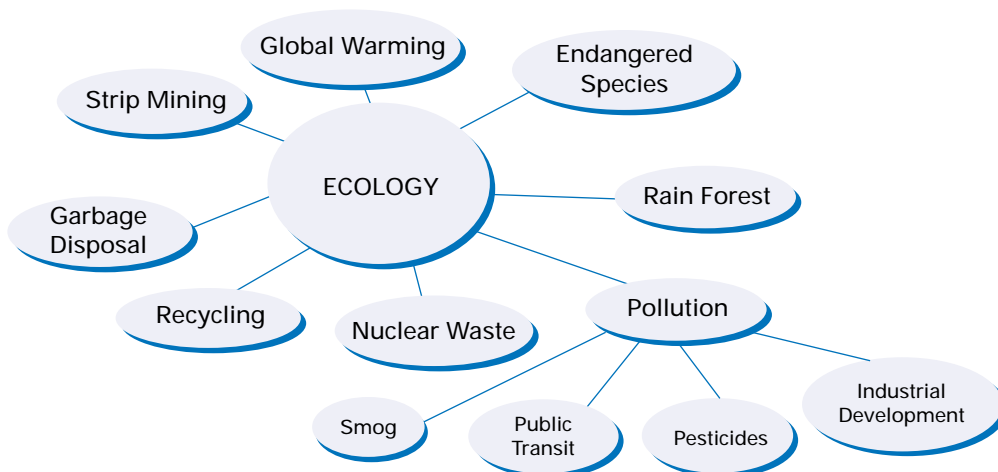 Global Warming
Endangered
Species
Strip Mining
ECOLOGY
Rain Forest
Garbage
Disposal
Recycling
Nuclear Waste
Pollution
Smog
Public
Transit
Pesticides
Industrial
Development